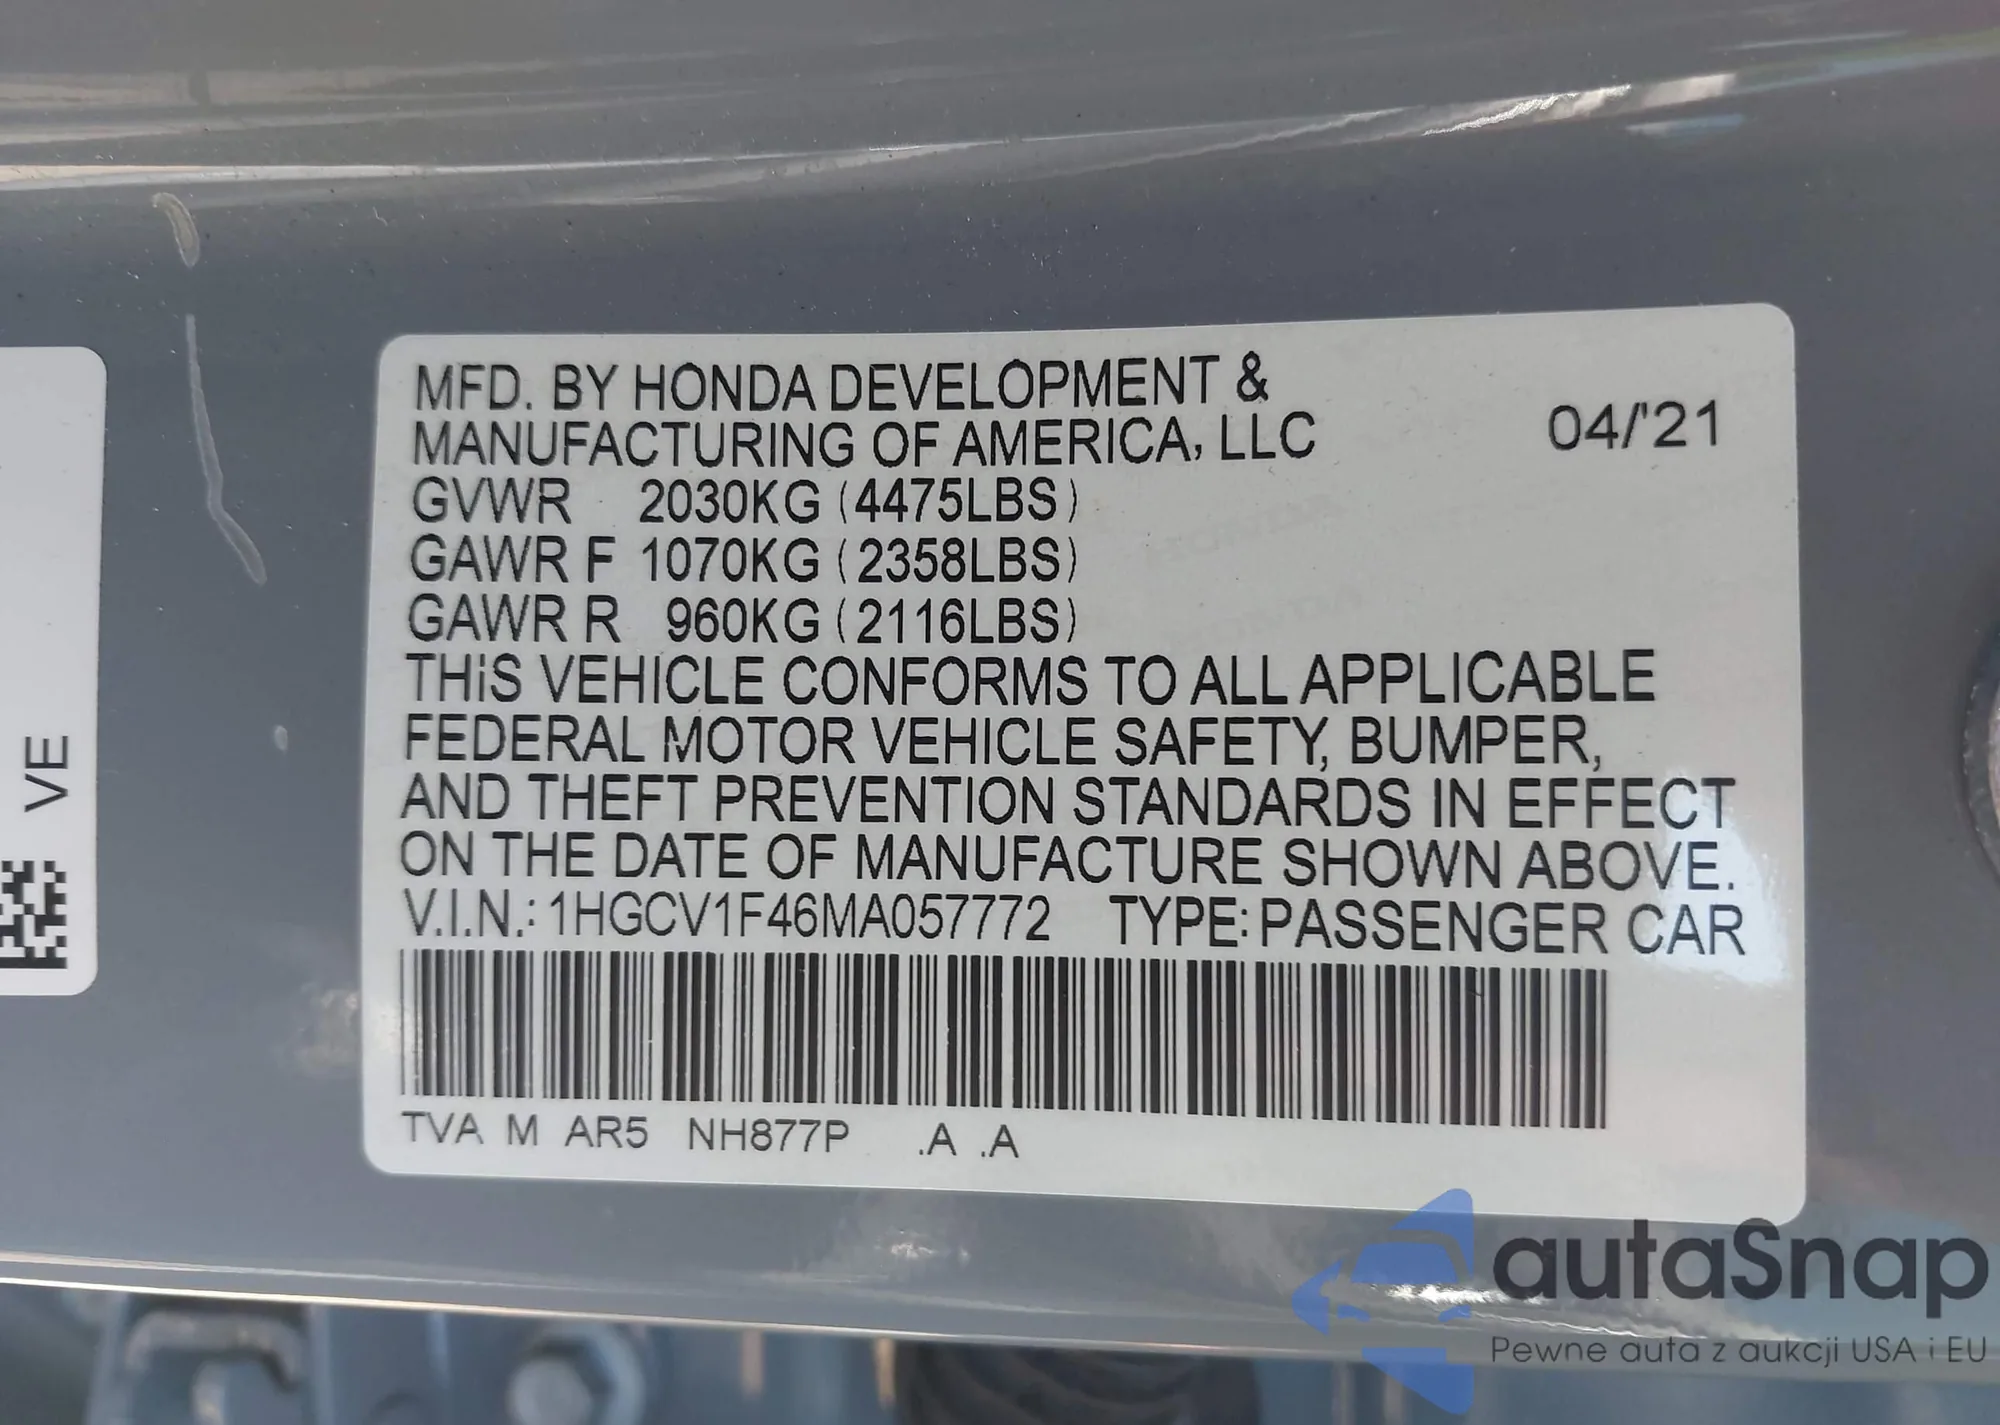 MFD. BY HONDA DEVELOPMENT &
MANUFACTURING OF AMERICA, LLC
04/'21
GVWR 2030KG (4475LBS)
GAWR F 1070KG (2358LBS)
GAWR R 960KG (2116LBS)
THiS VEHICLE CONFORMS TO ALL APPLICABLE
FEDERAL MOTOR VEHICLE SAFETY, BUMPER,
AND THEFT PREVENTION STANDARDS IN EFFECT
ON THE DATE OF MANUFACTURE SHOWN ABOVE.
V.I.N.: 1HGCV1F46MA057772 TYPE: PASSENGER CAR
TVA M AR5 NH877P .A .A
VE
autaSnap
Pewne auta z aukcji USA i EU